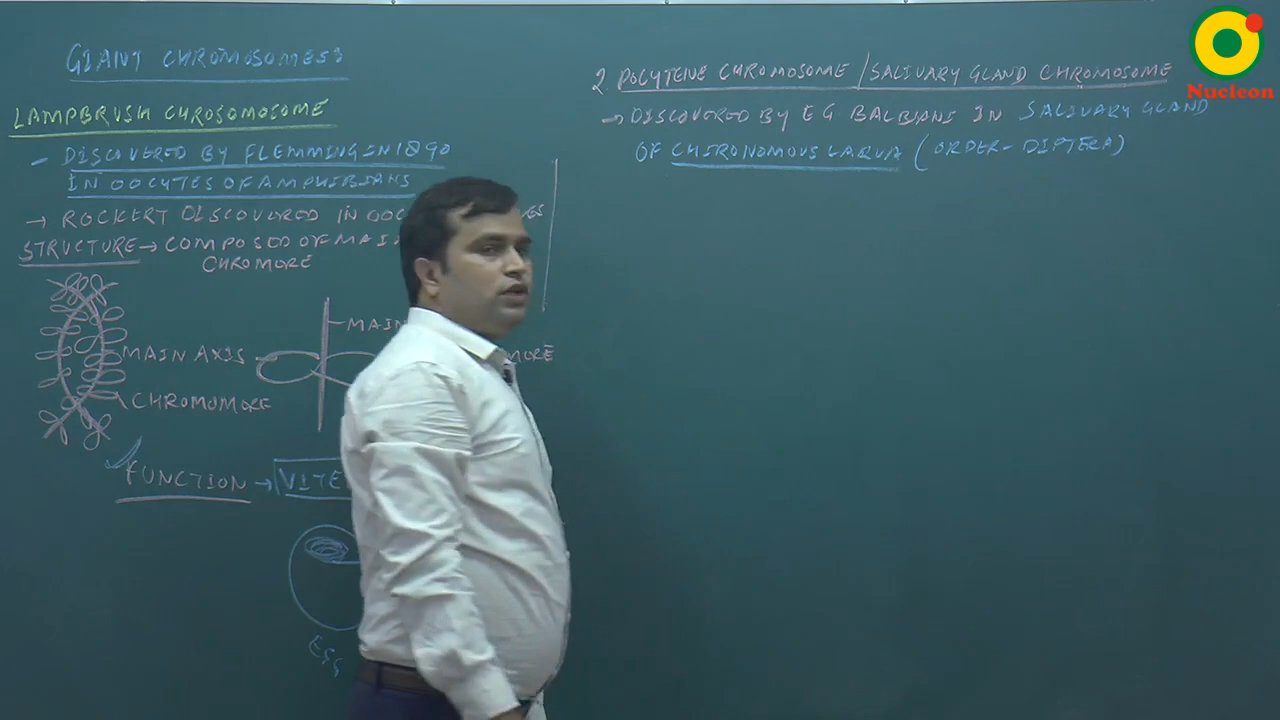 GIANT CHROMOSOMES:
LAMPBRUSH CHROSOMOSOME
- DISCOVERED BY FLEMMING IN 1890
IN OOCYTES OF AMPHIBIANS
→ ROCKERT DISCOVERED IN
STRUCTURE → COMPOSED OF MAI
CHROMORE
MAIN AXIS
CHROMOMORE
MAIN
MORE
FUNCTION → VITE
EGG
2. POLYTENE CHROMOSOME / SALIVARY GLAND CHROMOSOME
→ DISCOVERED BY EG BALBIANS IN SALIVARY GLAND
OF CHIRONOMOUS LARVA (ORDER- DIPTERA)
Nucleon